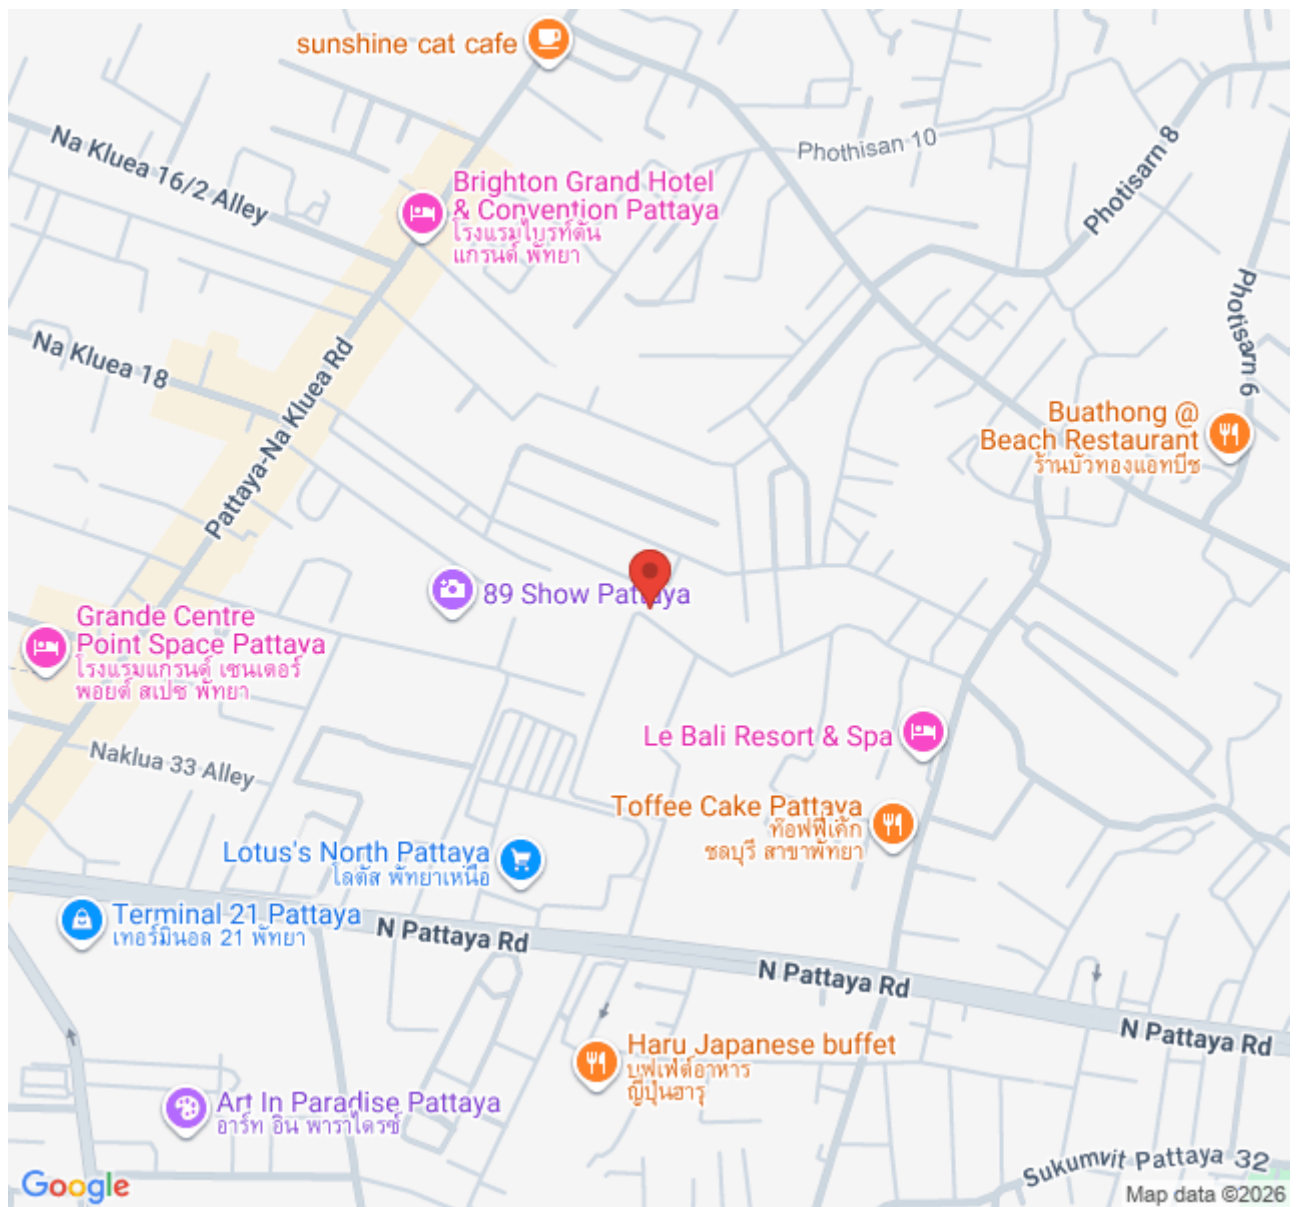 sunshine cat cafe
Na Kluea 16/2 Alley
Phothisan 10
Photisarn 8
Brighton Grand Hotel
& Convention Pattaya
โรงแรมไบรท์ตัน
แกรนด์ พัทยา
Photisarn 6
Na Kluea 18
Pattaya-Na Kluea Rd
Buathong @
Beach Restaurant
ร้านบัวทองแอทบีช
89 Show Pattaya
Grande Centre
Point Space Pattaya
โรงแรมแกรนด์ เซนเตอร์
พอยต์ สเปซ พัทยา
Naklua 33 Alley
Le Bali Resort & Spa
Toffee Cake Pattaya
ท๊อฟฟี่เค้ก
ชลบุรี สาขาพัทยา
Lotus's North Pattaya
โลตัส พัทยาเหนือ
Terminal 21 Pattaya
เทอร์มินอล 21 พัทยา
N Pattaya Rd
N Pattaya Rd
N Pattaya Rd
Haru Japanese buffet
บุฟเฟ่ต์อาหาร
ญี่ปุ่นฮารุ
Art In Paradise Pattaya
อาร์ท อิน พาราไดรซ์
Sukumvit Pattaya 32
Google
Map data ©2026